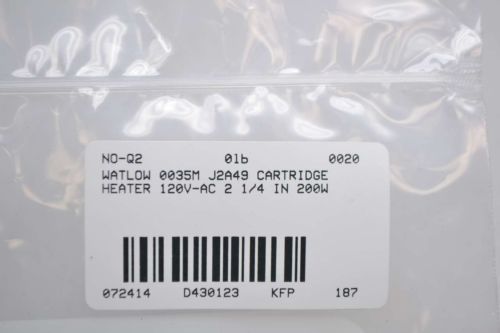 NO-Q2 01b 0020
WATLOW 0035M J2A49 CARTRIDGE
HEATER 120V-AC 2 1/4 IN 200W
072414 D430123 KFP 187